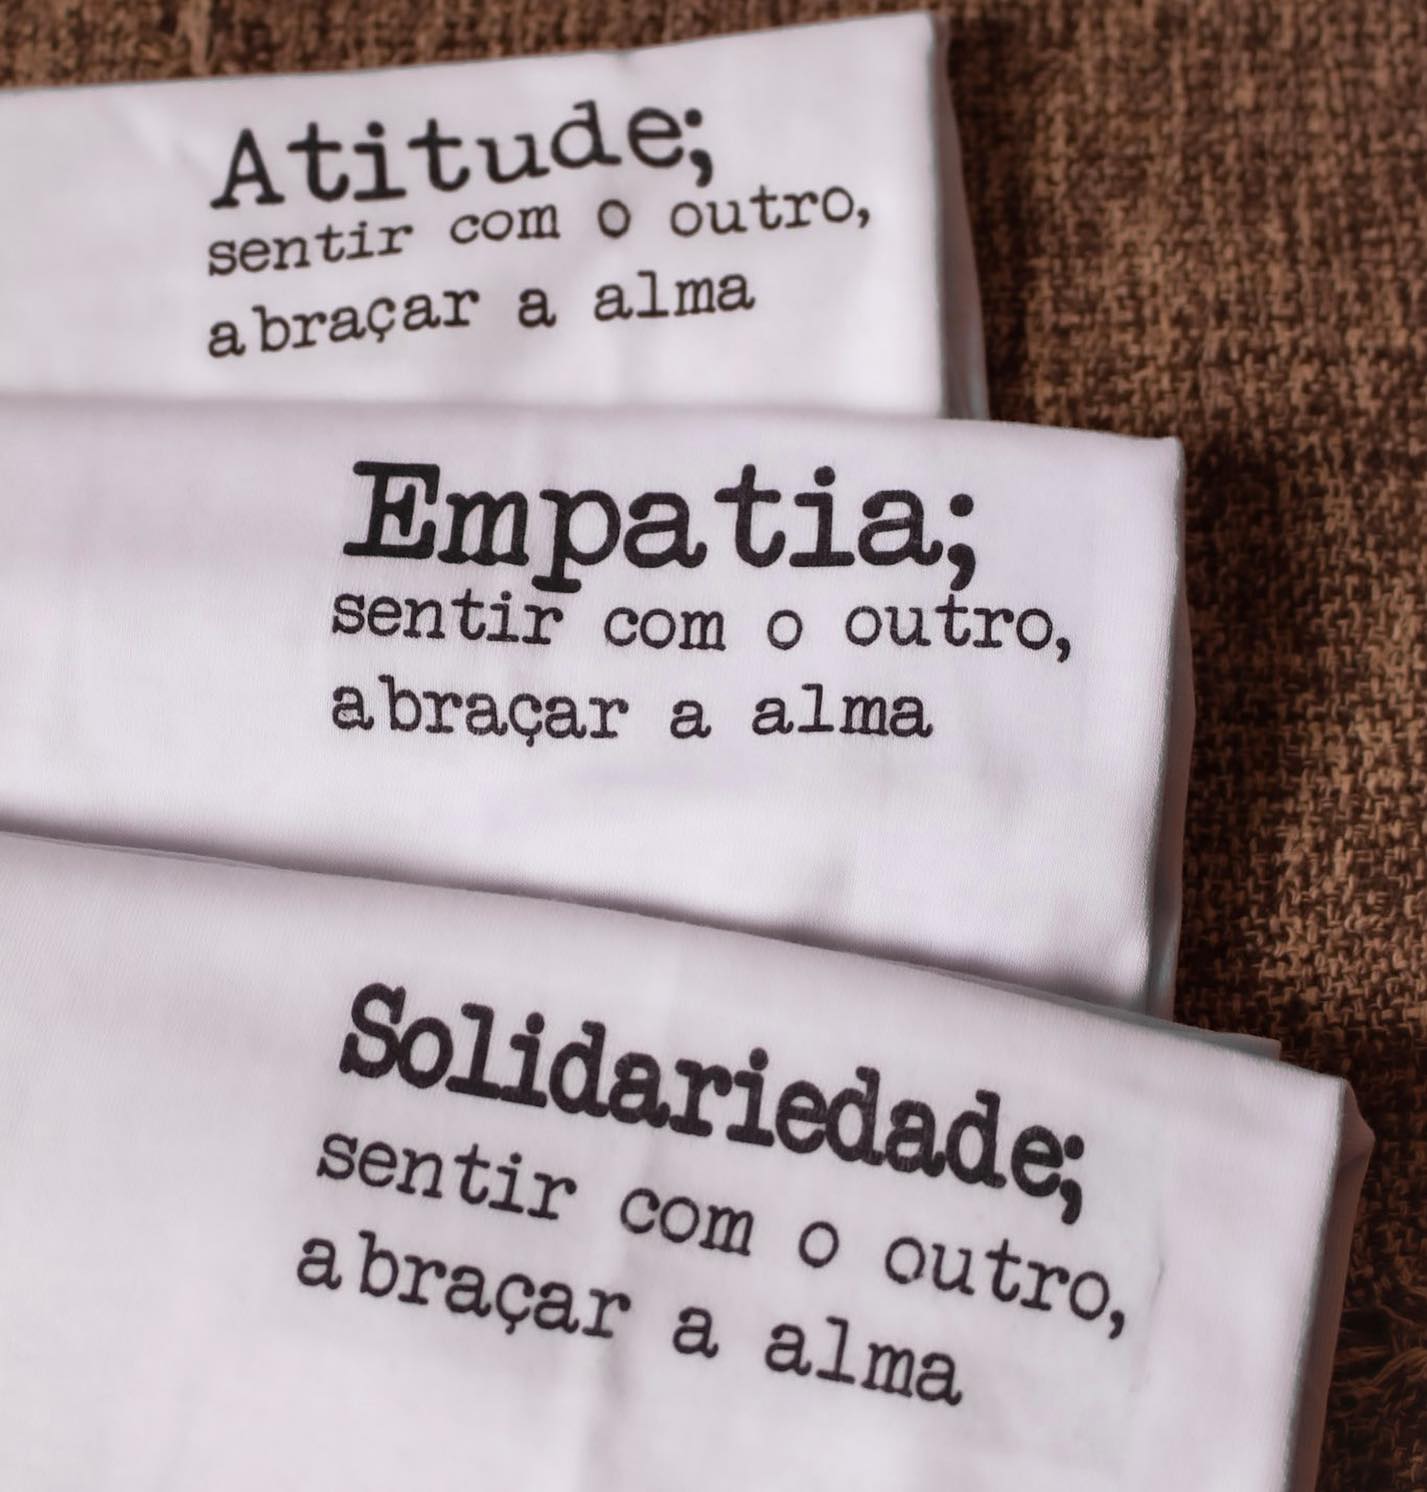 Atitude;
sentir com o outro,
abraçar a alma
Empatia;
sentir com o outro,
abraçar a alma
Solidariedade;
sentir com o outro,
abraçar a alma